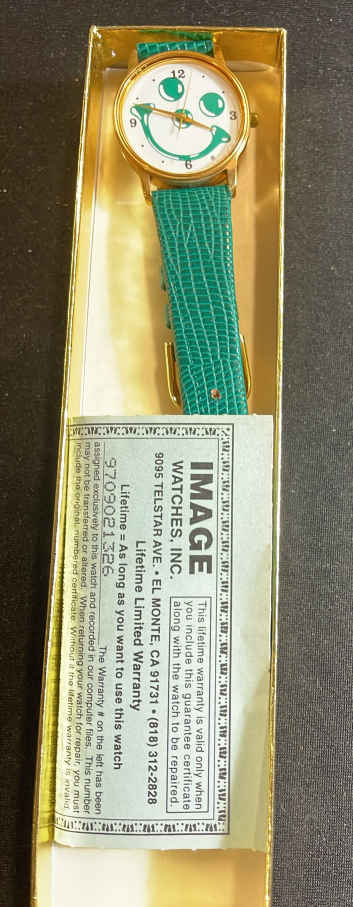 12
9
3
6
IMAGE
WATCHES, INC.
This lifetime warranty is valid only when
you include this guarantee certificate
along with the watch to be repaired.
9095 TELSTAR AVE. • EL MONTE, CA 91731 • (818) 312-2828
Lifetime Limited Warranty
Lifetime = As long as you want to use this watch
9709021326
The Warranty # on the left has been
assigned exclusively to this watch and recorded in our computer files. This number
may not be transferred or altered. When returning your watch for repair, you must
include the original, numbered certificate. Without it the lifetime warranty is invalid.